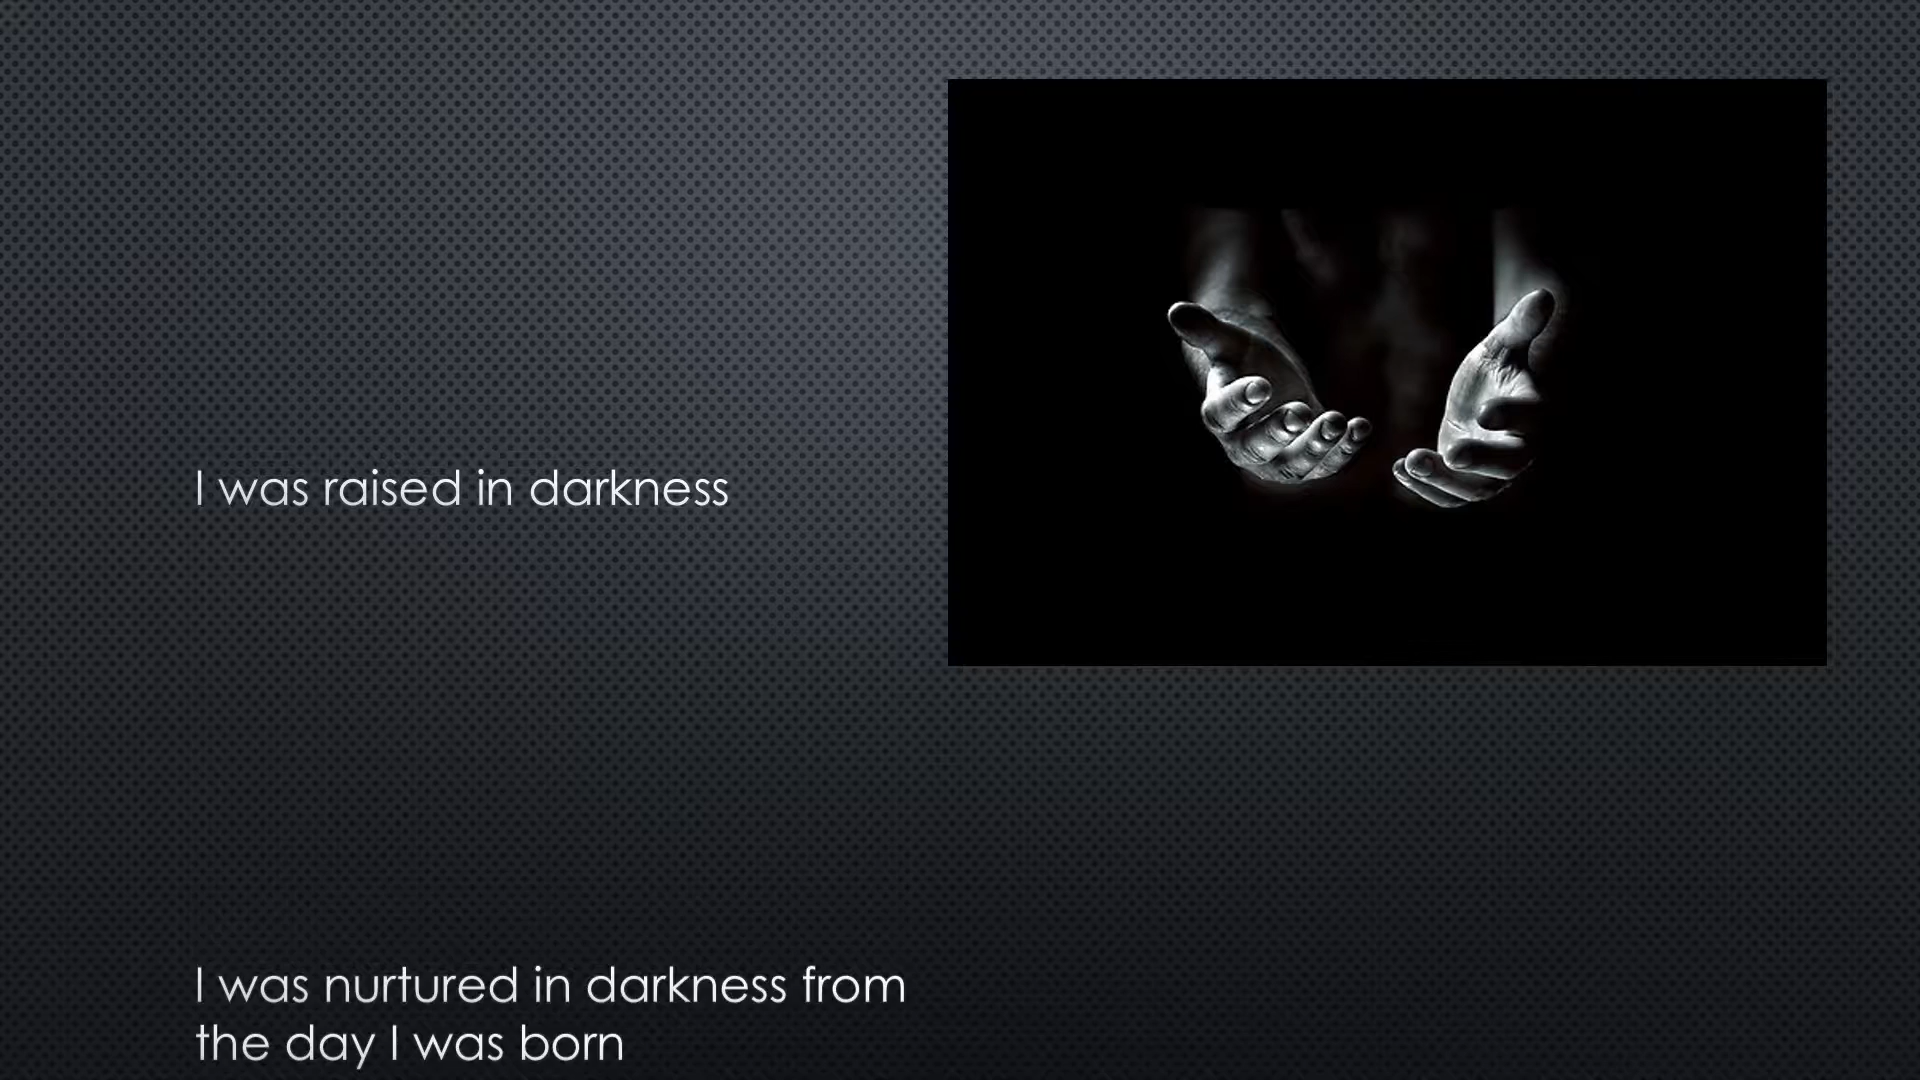 I was raised in darkness
I was nurtured in darkness from
the day I was born